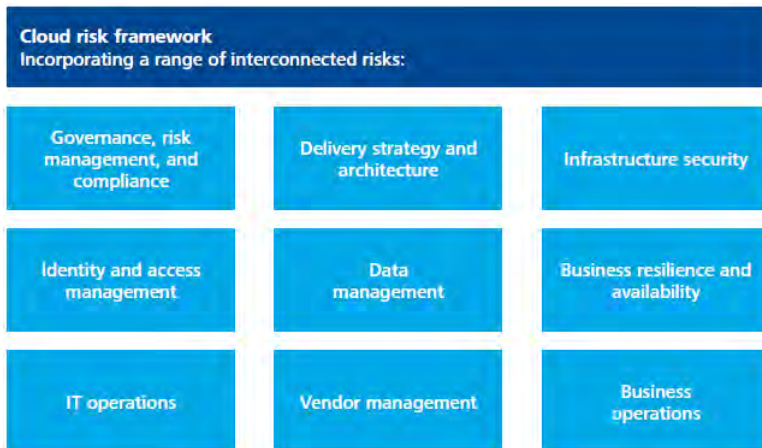 Cloud risk framework
Incorporating a range of interconnected risks:
Governance, risk
management, and
compliance
Delivery strategy and
architecture
Infrastructure security
Identity and access
management
Data
management
Business resilience and
availability
IT operations
Vendor management
Business
operations